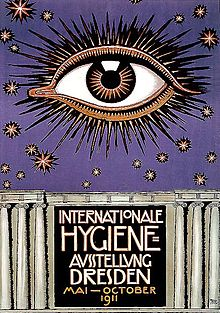 INTERNATIONALE
HYGIENE=
AVSSTELLVNG
DRESDEN
MAI–OCTOBER
1911